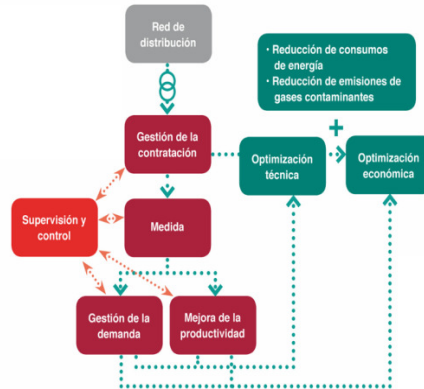 Red de
distribución
· Reducción de consumos
de energía
· Reducción de emisiones de
gases contaminantes
+
Gestión de la
contratación
Optimización
técnica
Optimización
económica
Supervisión y
control
Medida
Gestión de la
demanda
Mejora de la
productividad